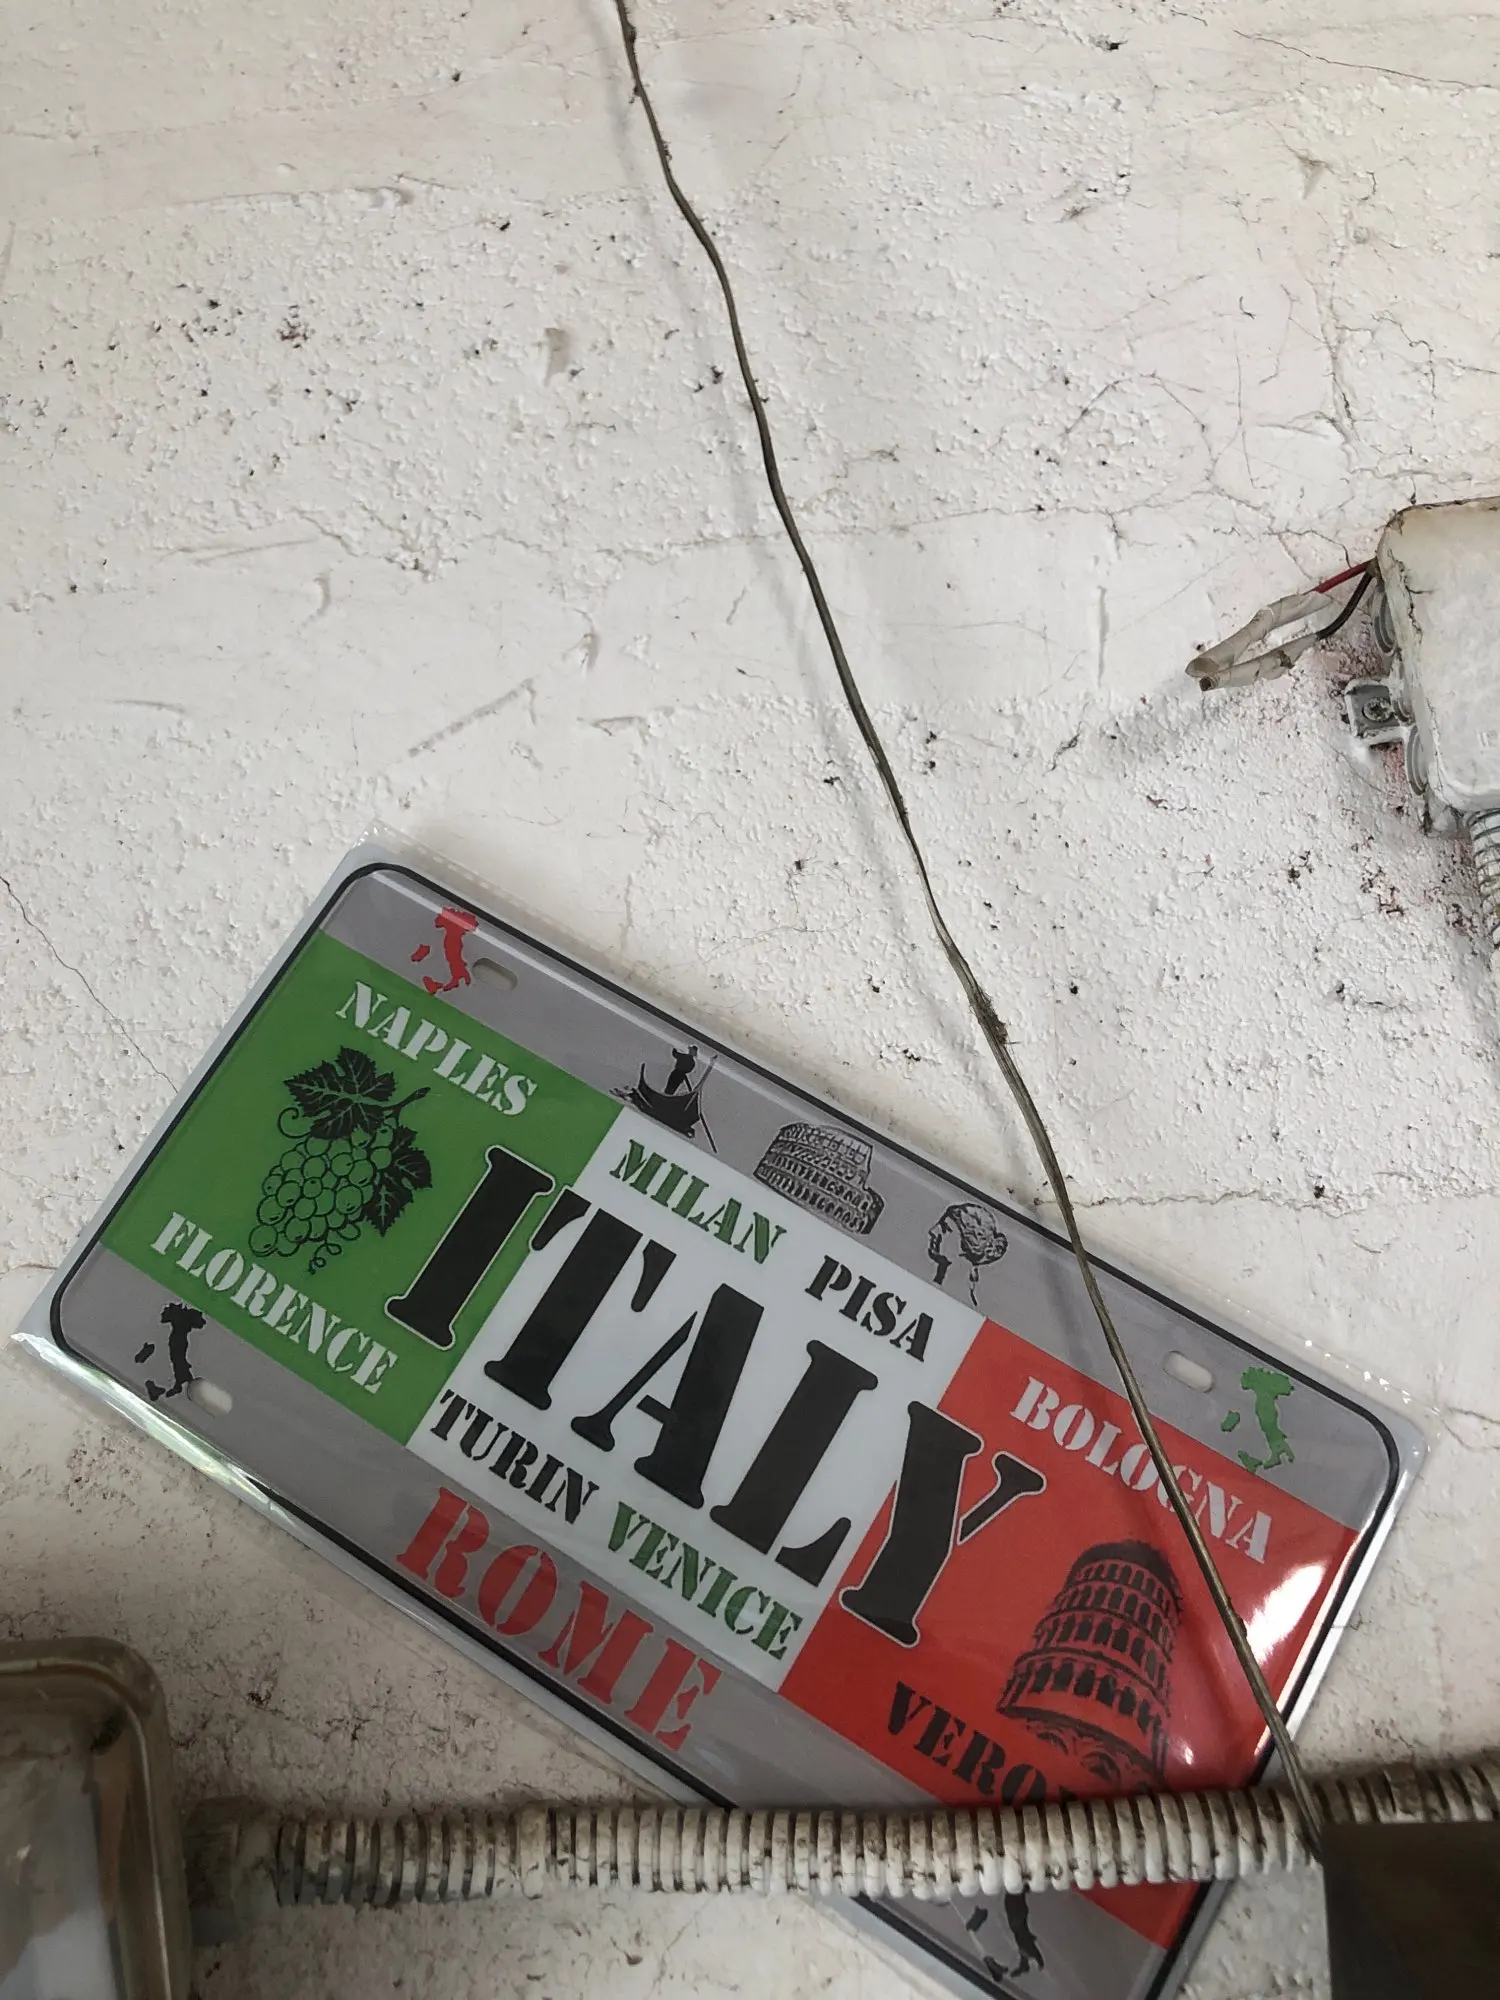 NAPLES
MILAN PISA
ITALY
FLORENCE
BOLOGNA
TURIN VENICE
ROME